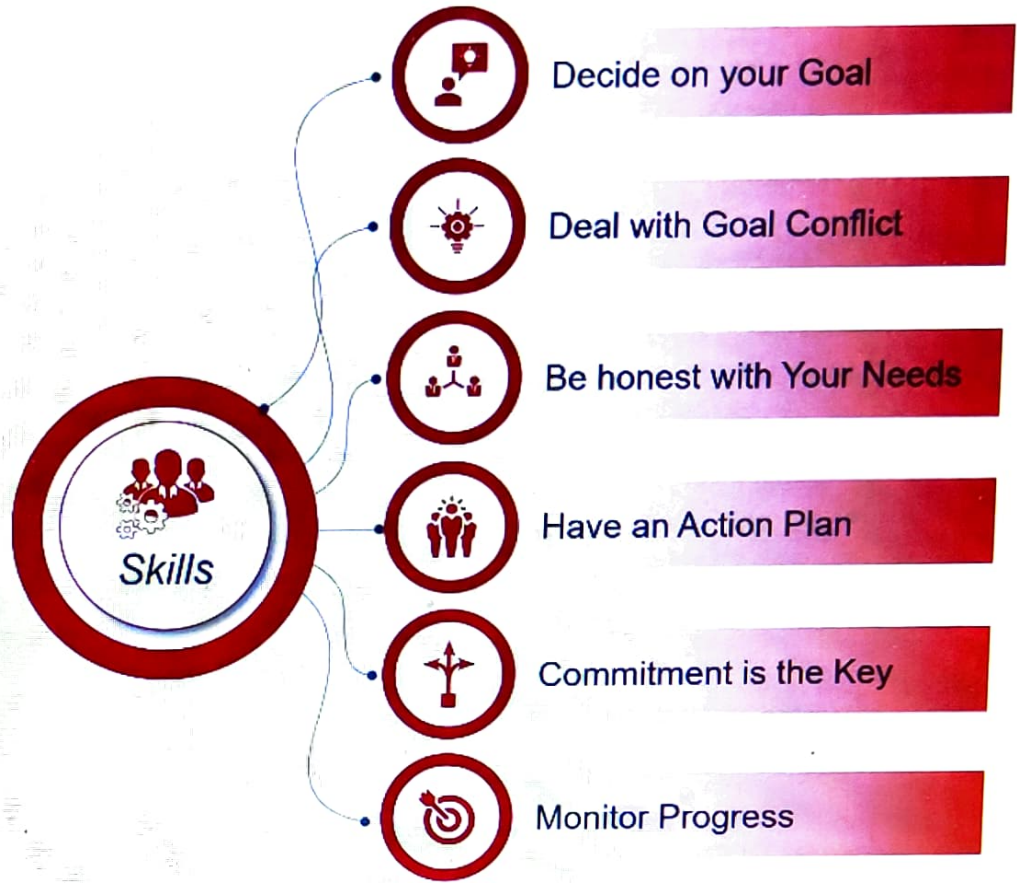 Decide on your Goal
Deal with Goal Conflict
Be honest with Your Needs
Skills
Have an Action Plan
Commitment is the Key
Monitor Progress